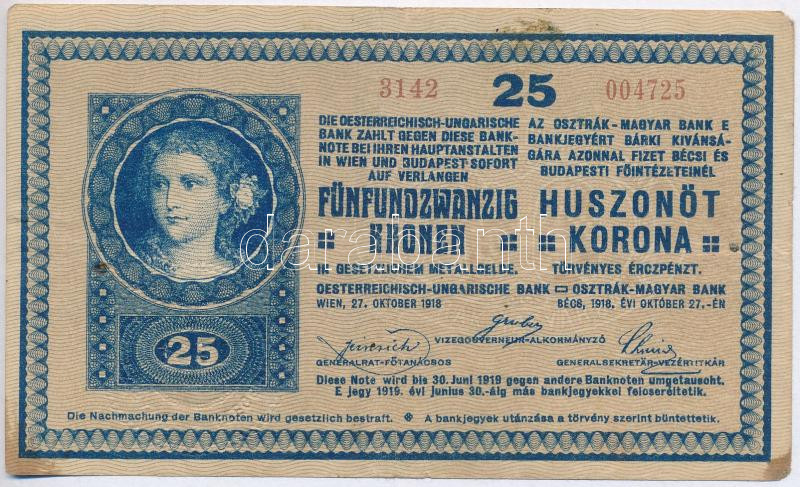 3142 25 004725
DIE OESTERREICHISCH-UNGARISCHE
BANK ZAHLT GEGEN DIESE BANK-
NOTE BEI IHREN HAUPTANSTALTEN
IN WIEN UND BUDAPEST SOFORT
AUF VERLANGEN
FÜNFUNDZWANZIG
KRONEN
IN GESETZLICHEM METALLGELDE.
OESTERREICHISCH-UNGARISCHE BANK
WIEN, 27. OKTOBER 1918
AZ OSZTRÁK-MAGYAR BANK E
BANKJEGYÉRT BÁRKI KIVÁNSÁ-
GÁRA AZONNAL FIZET BÉCSI ÉS
BUDAPESTI FŐINTÉZETEINÉL
HUSZONÖT
KORONA
TÖRVÉNYES ÉRCZPÉNZT.
OSZTRÁK-MAGYAR BANK
BÉCS, 1918. ÉVI OKTÓBER 27.-ÉN
darabanth
25
Gruber
VIZEGOUVERNEUR-ALKORMÁNYZÓ
GENERALRAT-FŐTANÁCSOS
GENERALSEKRETÄR-VEZÉRTITKÁR
Diese Note wird bis 30. Juni 1919 gegen andere Banknoten umgetauscht.
E jegy 1919. évi junius 30.-áig más bankjegyekkel felcseréltetik.
Die Nachmachung der Banknoten wird gesetzlich bestraft. A bankjegyek utánzása a törvény szerint büntettetik.